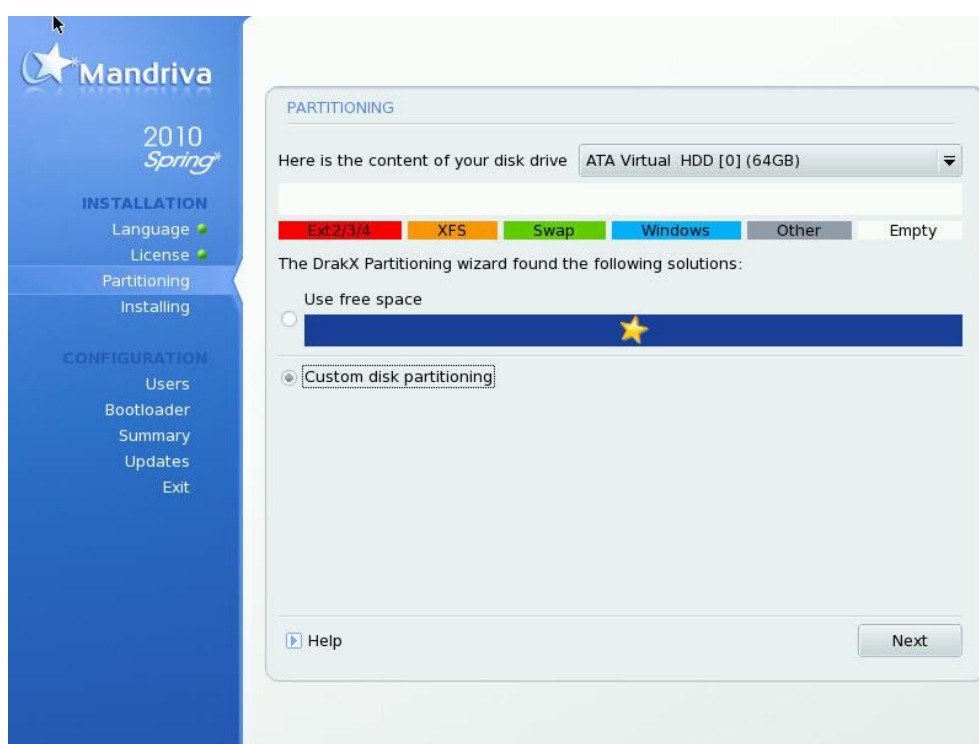 Mandriva
2010
Spring*
INSTALLATION
Language
License
Partitioning
Installing
CONFIGURATION
Users
Bootloader
Summary
Updates
Exit
PARTITIONING
Here is the content of your disk drive ATA Virtual HDD [0] (64GB)
Ext2/3/4 XFS Swap Windows Other Empty
The DrakX Partitioning wizard found the following solutions:
Use free space
Custom disk partitioning
Help Next